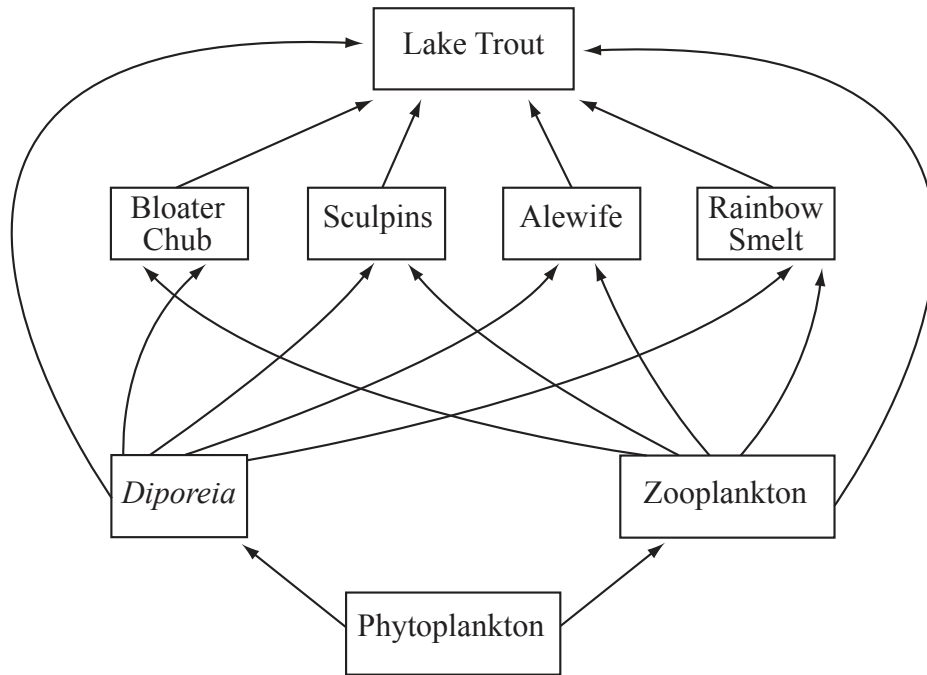 Lake Trout
Bloater
Chub
Sculpins
Alewife
Rainbow
Smelt
Diporeia
Zooplankton
Phytoplankton